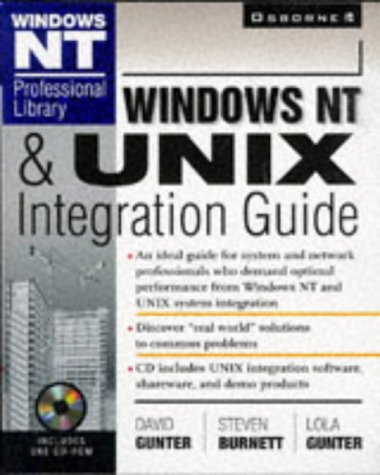 WINDOWS
NT
Professional
Library
OSBORNE
WINDOWS NT
& UNIX
Integration Guide
• An ideal guide for system and network
professionals who demand optimal
performance from Windows NT and
UNIX system integration
• Discover "real world" solutions
to common problems
• CD includes UNIX integration software,
shareware, and demo products
INCLUDES
ONE CD-ROM
DAVID
GUNTER
STEVEN
BURNETT
LOLA
GUNTER